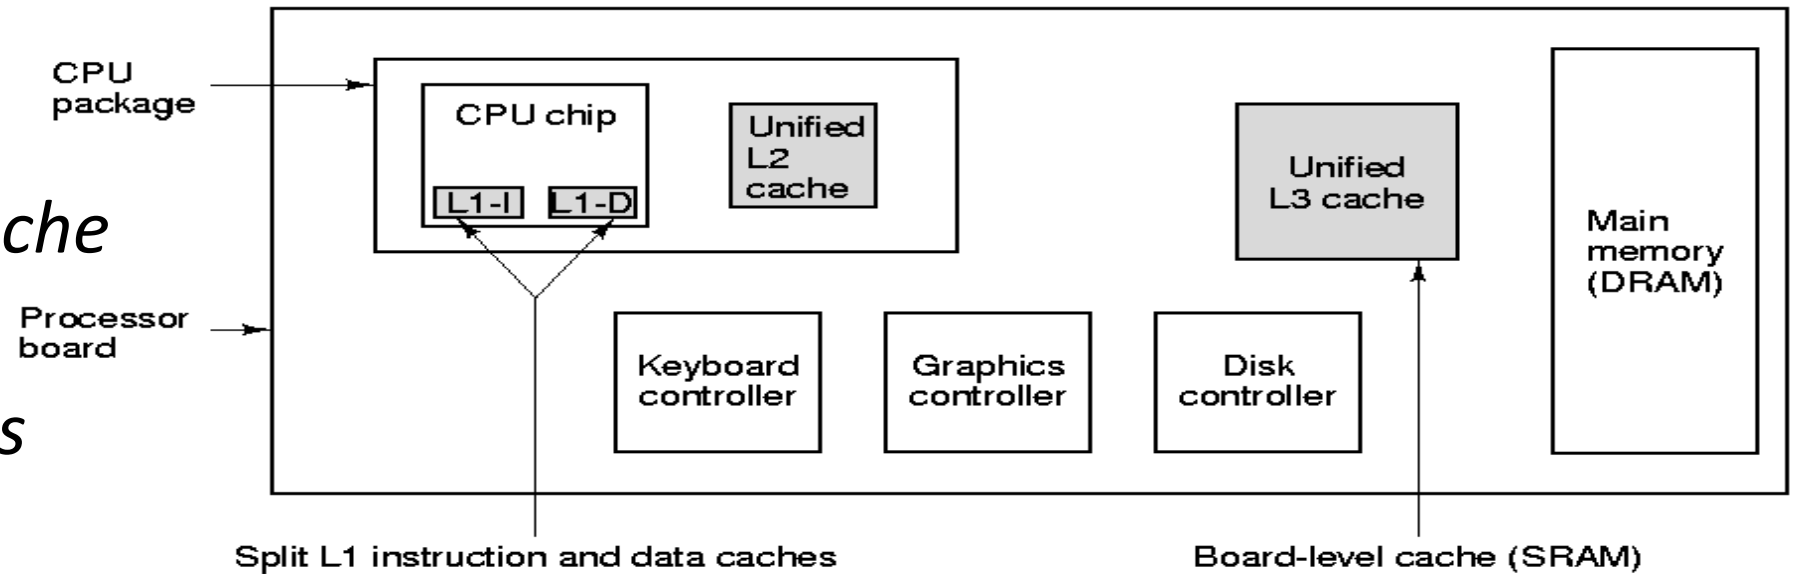 CPU
package
CPU chip
L1-I
L1-D
Unified
L2
cache
Unified
L3 cache
Main
memory
(DRAM)
che
Processor
board
s
Keyboard
controller
Graphics
controller
Disk
controller
Split L1 instruction and data caches
Board-level cache (SRAM)